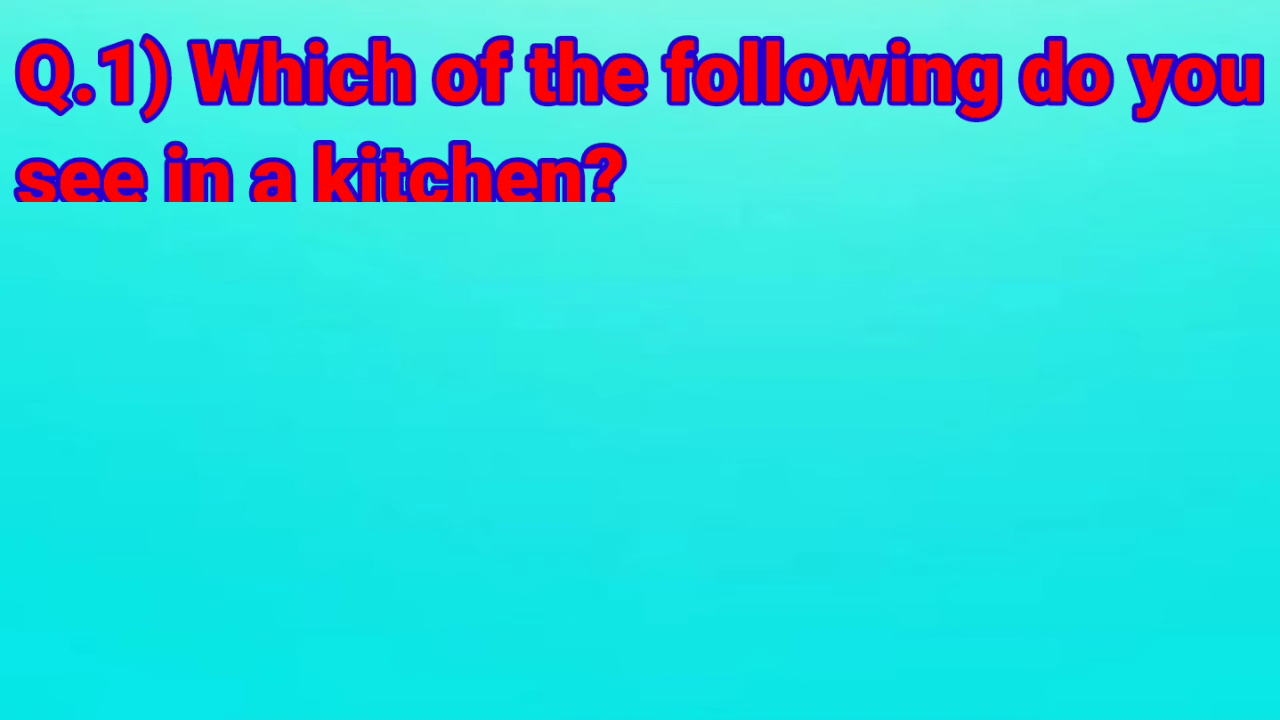 Q.1) Which of the following do you
see in a kitchen?